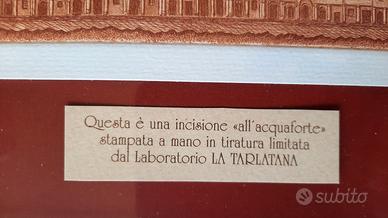 Questa è una incisione «all'acquaforte»
stampata a mano in tiratura limitata
dal Laboratorio LA TARLATANA
subito